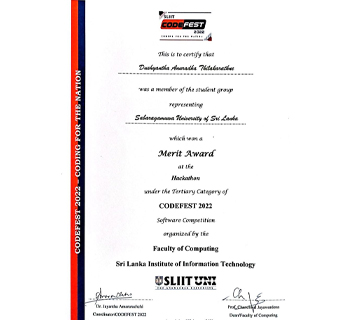 SLIIT
CODEFEST
2022
CODING FOR THE NATION
This is to certify that
Dushyantha Anuradha Thilakarathne
was a member of the student group
representing
Sabaragamuwa University of Sri Lanka
which won a
Merit Award
at the
Hackathon
under the Tertiary Category of
CODEFEST 2022
Software Competition
organized by the
Faculty of Computing
Sri Lanka Institute of Information Technology
SLIIT UNI
Dr. Jayantha
Coordinator/CODEFEST 2022
Prof.
Dean/Faculty of Computing
CODEFEST 2022 - CODING FOR THE NATION